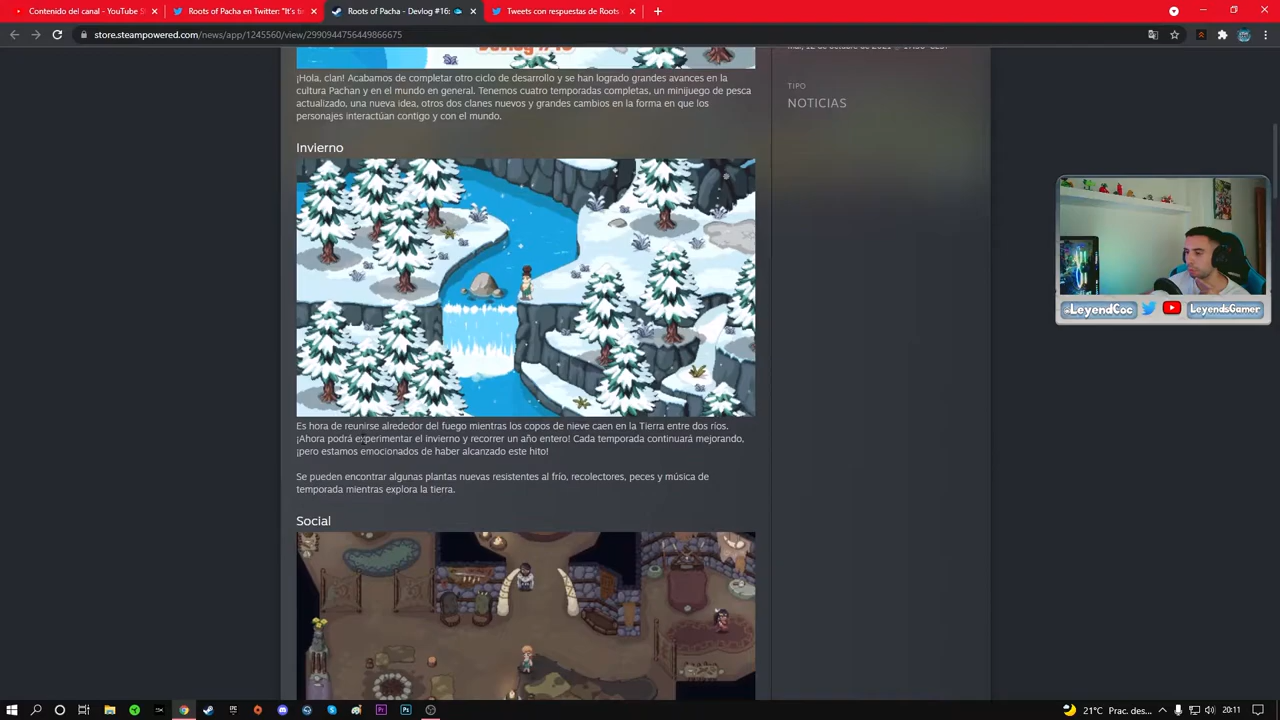 Contenido del canal - YouTube S
Roots of Pacha en Twitter: "It's ti
Roots of Pacha - Devlog #16:
Tweets con respuestas de Roots
store.steampowered.com/news/app/1245560/view/2990944756449866675
Devlog #16
¡Hola, clan! Acabamos de completar otro ciclo de desarrollo y se han logrado grandes avances en la
cultura Pachan y en el mundo en general. Tenemos cuatro temporadas completas, un minijuego de pesca
actualizado, una nueva idea, otros dos clanes nuevos y grandes cambios en la forma en que los
personajes interactúan contigo y con el mundo.
TIPO
NOTICIAS
Invierno
Es hora de reunirse alrededor del fuego mientras los copos de nieve caen en la Tierra entre dos ríos.
¡Ahora podrá experimentar el invierno y recorrer un año entero! Cada temporada continuará mejorando,
¡pero estamos emocionados de haber alcanzado este hito!
Se pueden encontrar algunas plantas nuevas resistentes al frío, recolectores, peces y música de
temporada mientras explora la tierra.
Social
@LeyendCoc
LeyendsGamer
21°C Prac. des...
20:11